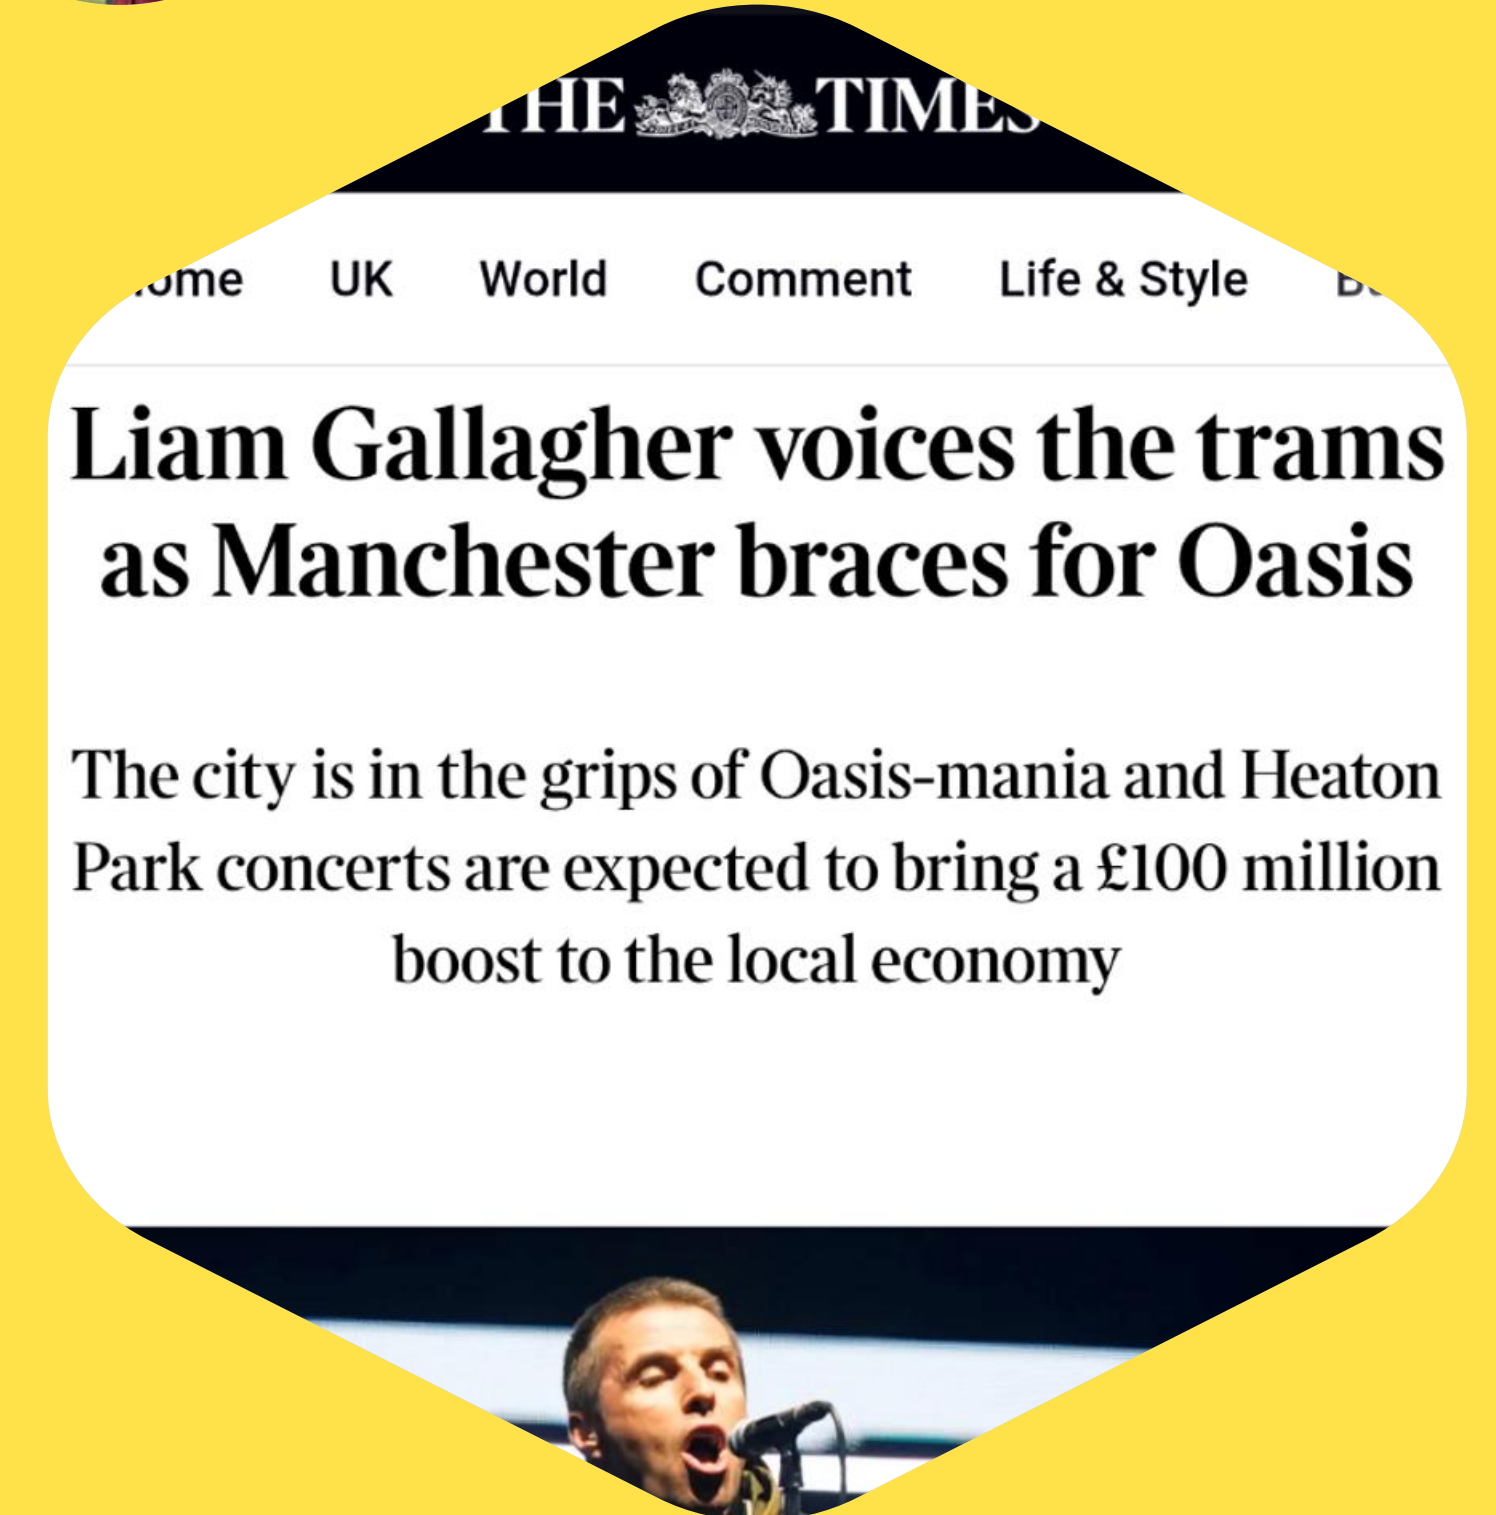 THE TIMES
Home UK World Comment Life & Style
Liam Gallagher voices the trams
as Manchester braces for Oasis
The city is in the grips of Oasis-mania and Heaton
Park concerts are expected to bring a £100 million
boost to the local economy